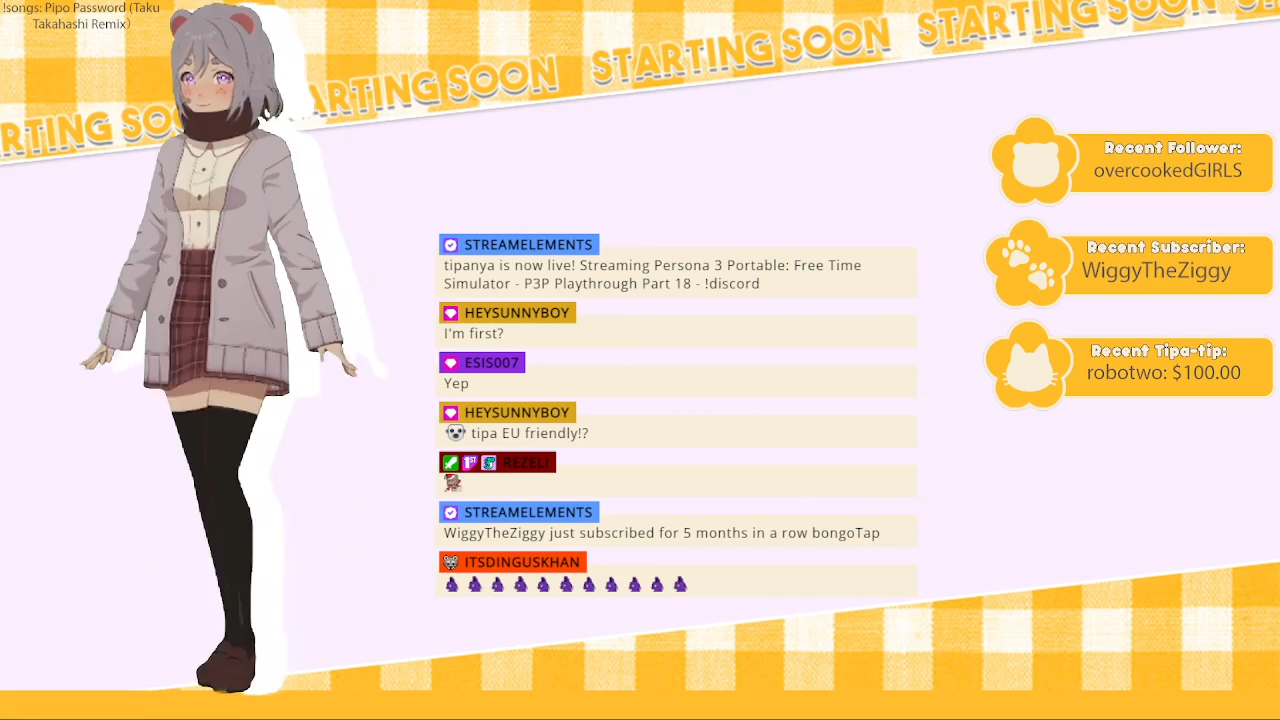 !songs: Pipo Password (Taku
Takahashi Remix)
STARTING SOON
STARTING SOON
STARTING SOON
RTING SOON
Recent Follower:
overcookedGIRLS
Recent Subscriber:
WiggyTheZiggy
Recent Tipa-tip:
robotwo: $100.00
STREAMELEMENTS
tipanya is now live! Streaming Persona 3 Portable: Free Time
Simulator - P3P Playthrough Part 18 - !discord
HEYSUNNYBOY
I'm first?
ESIS007
Yep
HEYSUNNYBOY
tipa EU friendly!?
1ST
STREAMELEMENTS
WiggyTheZiggy just subscribed for 5 months in a row bongoTap
ITSDINGUSKHAN